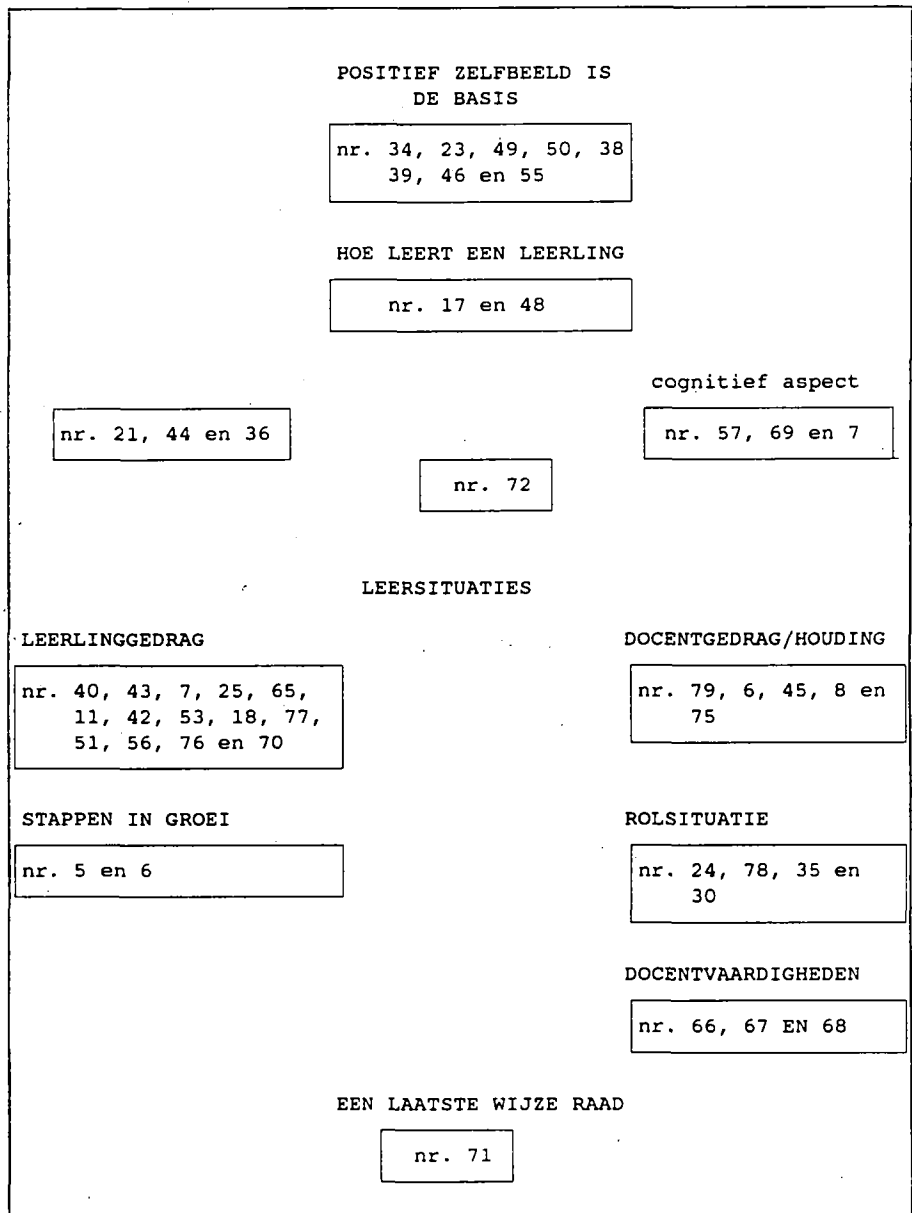 POSITIEF ZELFBEELD IS
DE BASIS
nr. 34, 23, 49, 50, 38
39, 46 en 55
HOE LEERT EEN LEERLING
nr. 17 en 48
cognitief aspect
nr. 21, 44 en 36
nr. 57, 69 en 7
nr. 72
LEERSITUATIES
LEERLINGGEDRAG
nr. 40, 43, 7, 25, 65,
11, 42, 53, 18, 77,
51, 56, 76 en 70
DOCENTGEDRAG/HOUDING
nr. 79, 6, 45, 8 en
75
STAPPEN IN GROEI
nr. 5 en 6
ROLSITUATIE
nr. 24, 78, 35 en
30
DOCENTVAARDIGHEDEN
nr. 66, 67 EN 68
EEN LAATSTE WIJZE RAAD
nr. 71